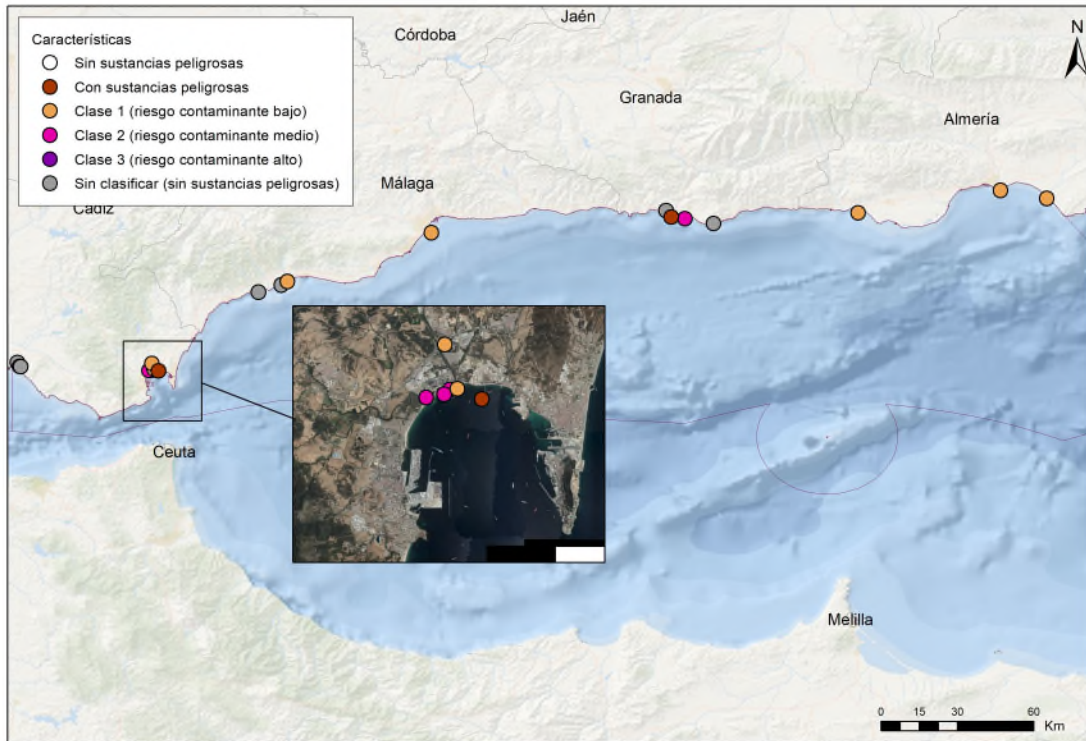 Jaén
Córdoba
N
Características
Sin sustancias peligrosas
Con sustancias peligrosas
Clase 1 (riesgo contaminante bajo)
Clase 2 (riesgo contaminante medio)
Clase 3 (riesgo contaminante alto)
Sin clasificar (sin sustancias peligrosas)
Granada
Almería
Málaga
Cádiz
Ceuta
Melilla
0 15 30 60
Km